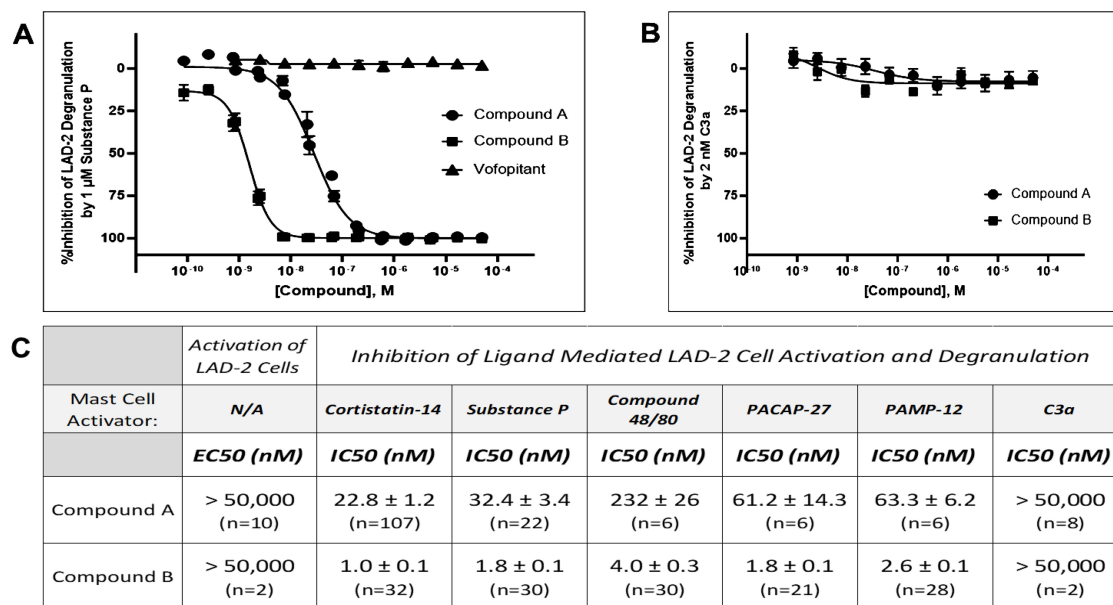 A
%Inhibition of LAD-2 Degranulation
by 1 µM Substance P
0
25
50
75
100
Compound A
Compound B
Vofopitant
10⁻¹⁰ 10⁻⁹ 10⁻⁸ 10⁻⁷ 10⁻⁶ 10⁻⁵ 10⁻⁴
[Compound], M
B
%Inhibition of LAD-2 Degranulation
by 2 nM C3a
0
25
50
75
100
Compound A
Compound B
10⁻¹⁰ 10⁻⁹ 10⁻⁸ 10⁻⁷ 10⁻⁶ 10⁻⁵ 10⁻⁴
[Compound], M
C
Activation of
LAD-2 Cells
Inhibition of Ligand Mediated LAD-2 Cell Activation and Degranulation
Mast Cell
Activator:
N/A
Cortistatin-14
Substance P
Compound
48/80
PACAP-27
PAMP-12
C3a
EC50 (nM) IC50 (nM) IC50 (nM) IC50 (nM) IC50 (nM) IC50 (nM) IC50 (nM)
Compound A
> 50,000 22.8 ± 1.2 32.4 ± 3.4 232 ± 26 61.2 ± 14.3 63.3 ± 6.2 > 50,000
(n=10) (n=107) (n=22) (n=6) (n=6) (n=6) (n=8)
Compound B
> 50,000 1.0 ± 0.1 1.8 ± 0.1 4.0 ± 0.3 1.8 ± 0.1 2.6 ± 0.1 > 50,000
(n=2) (n=32) (n=30) (n=30) (n=21) (n=28) (n=2)